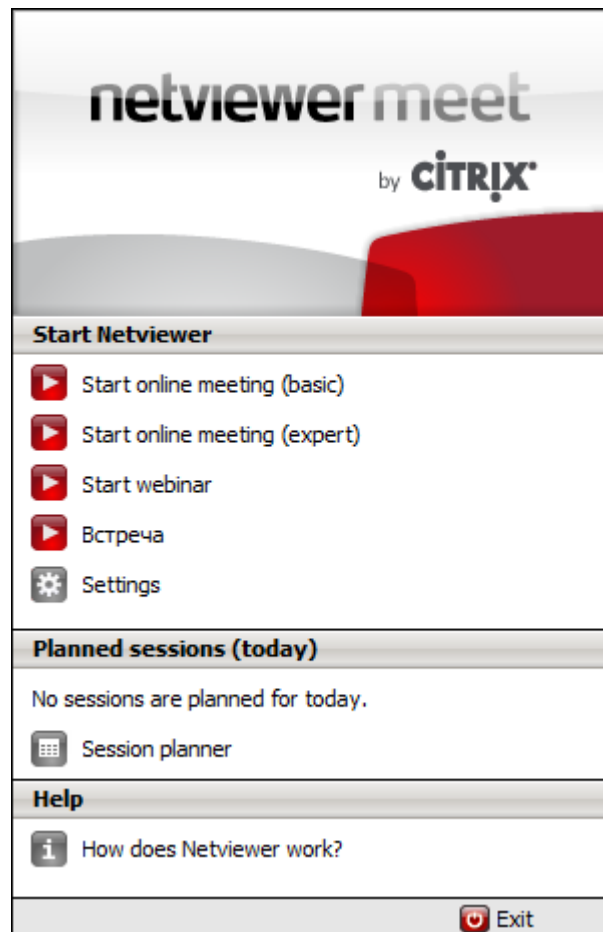 netviewer meet
by CITRIX
Start Netviewer
Start online meeting (basic)
Start online meeting (expert)
Start webinar
Встреча
Settings
Planned sessions (today)
No sessions are planned for today.
Session planner
Help
How does Netviewer work?
Exit